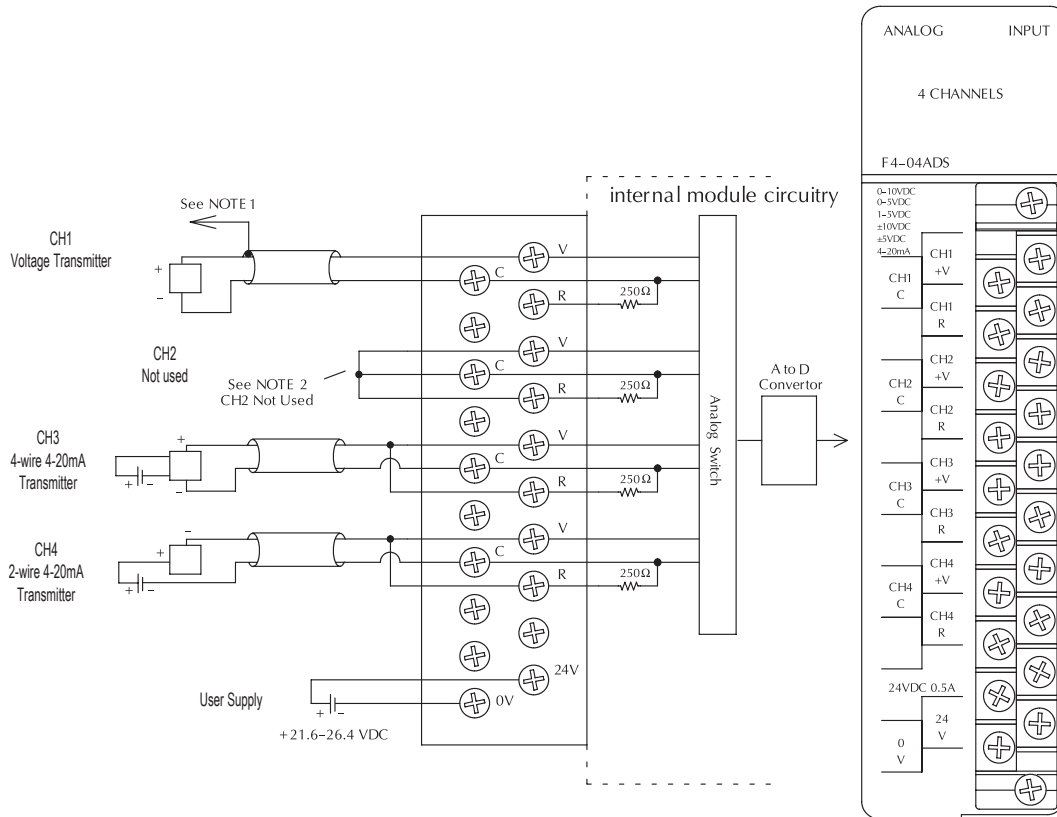 ANALOG INPUT
4 CHANNELS
F4-04ADS
0-10VDC
0-5VDC
1-5VDC
±10VDC
±5VDC
4-20mA
CH1
+V
CH1
C
CH1
R
CH2
+V
CH2
C
CH2
R
CH3
+V
CH3
C
CH3
R
CH4
+V
CH4
C
CH4
R
24VDC 0.5A
24
V
0
V
internal module circuitry
See NOTE 1
CH1
Voltage Transmitter
+
-
V
C
R
250Ω
CH2
Not used
See NOTE 2
CH2 Not Used
V
C
R
250Ω
CH3
4-wire 4-20mA
Transmitter
+
-
+
-
V
C
R
250Ω
CH4
2-wire 4-20mA
Transmitter
-
+
+
-
V
C
R
250Ω
Analog Switch
A to D
Convertor
User Supply
+
-
+21.6-26.4 VDC
24V
0V